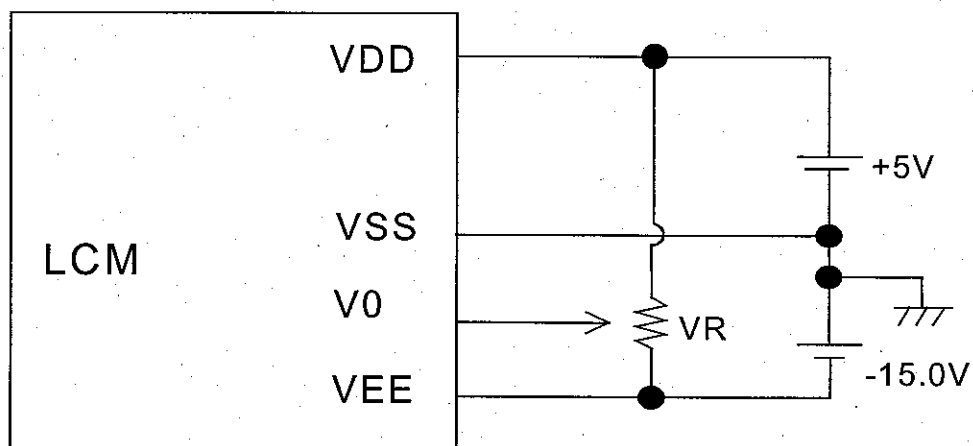 VDD
+5V
VSS
LCM
V0
VR
VEE
-15.0V